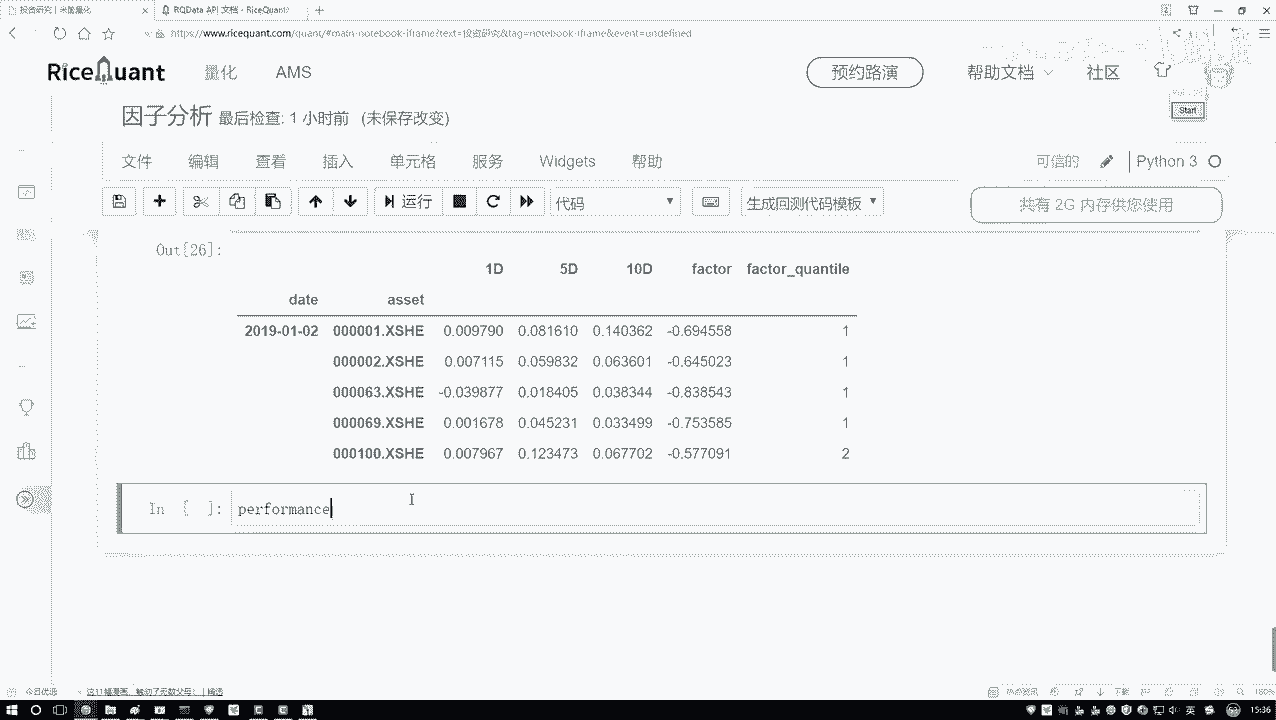 投资研究 | 米筐量化
RQData API 文档 - RiceQuant
https://www.ricequant.com/quant/#main-notebook-iframe?text=投资研究&tag=notebook-iframe&event=undefined
RiceQuant 量化 AMS 预约路演 帮助文档 社区
因子分析 最后检查: 1 小时前 (未保存改变)
Start
文件 编辑 查看 插入 单元格 服务 Widgets 帮助 可信的 Python 3
运行 代码 生成回测代码模板 共有 2G 内存供您使用
Out[26]:
1D 5D 10D factor factor_quantile
date asset
2019-01-02 000001.XSHE 0.009790 0.081610 0.140362 -0.694558 1
000002.XSHE 0.007115 0.059832 0.063601 -0.645023 1
000063.XSHE -0.039877 0.018405 0.038344 -0.838543 1
000069.XSHE 0.001678 0.045231 0.033499 -0.753585 1
000100.XSHE 0.007967 0.123473 0.067702 -0.577091 2
In [ ]: performance
今日优选
100%
英 15:36